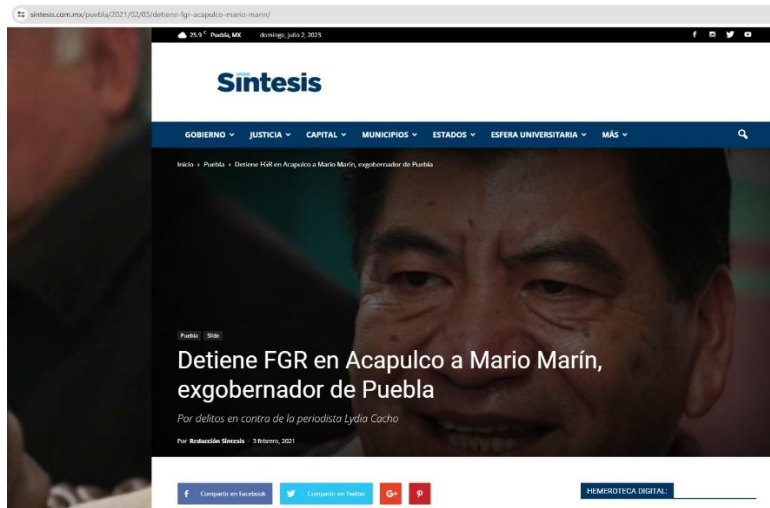 sintesis.com.mx/puebla/2021/02/03/detiene-fgr-acapulco-mario-marin/
25.9 C Puebla, MX domingo, julio 2, 2023
Síntesis
GOBIERNO JUSTICIA CAPITAL MUNICIPIOS ESTADOS ESFERA UNIVERSITARIA MÁS
Inicio › Puebla › Detiene FGR en Acapulco a Mario Marín, exgobernador de Puebla
Puebla Slide
Detiene FGR en Acapulco a Mario Marín,
exgobernador de Puebla
Por delitos en contra de la periodista Lydia Cacho
Por Redacción Síntesis - 3 febrero, 2021
Compartir en Facebook Compartir en Twitter G+
HEMEROTECA DIGITAL: